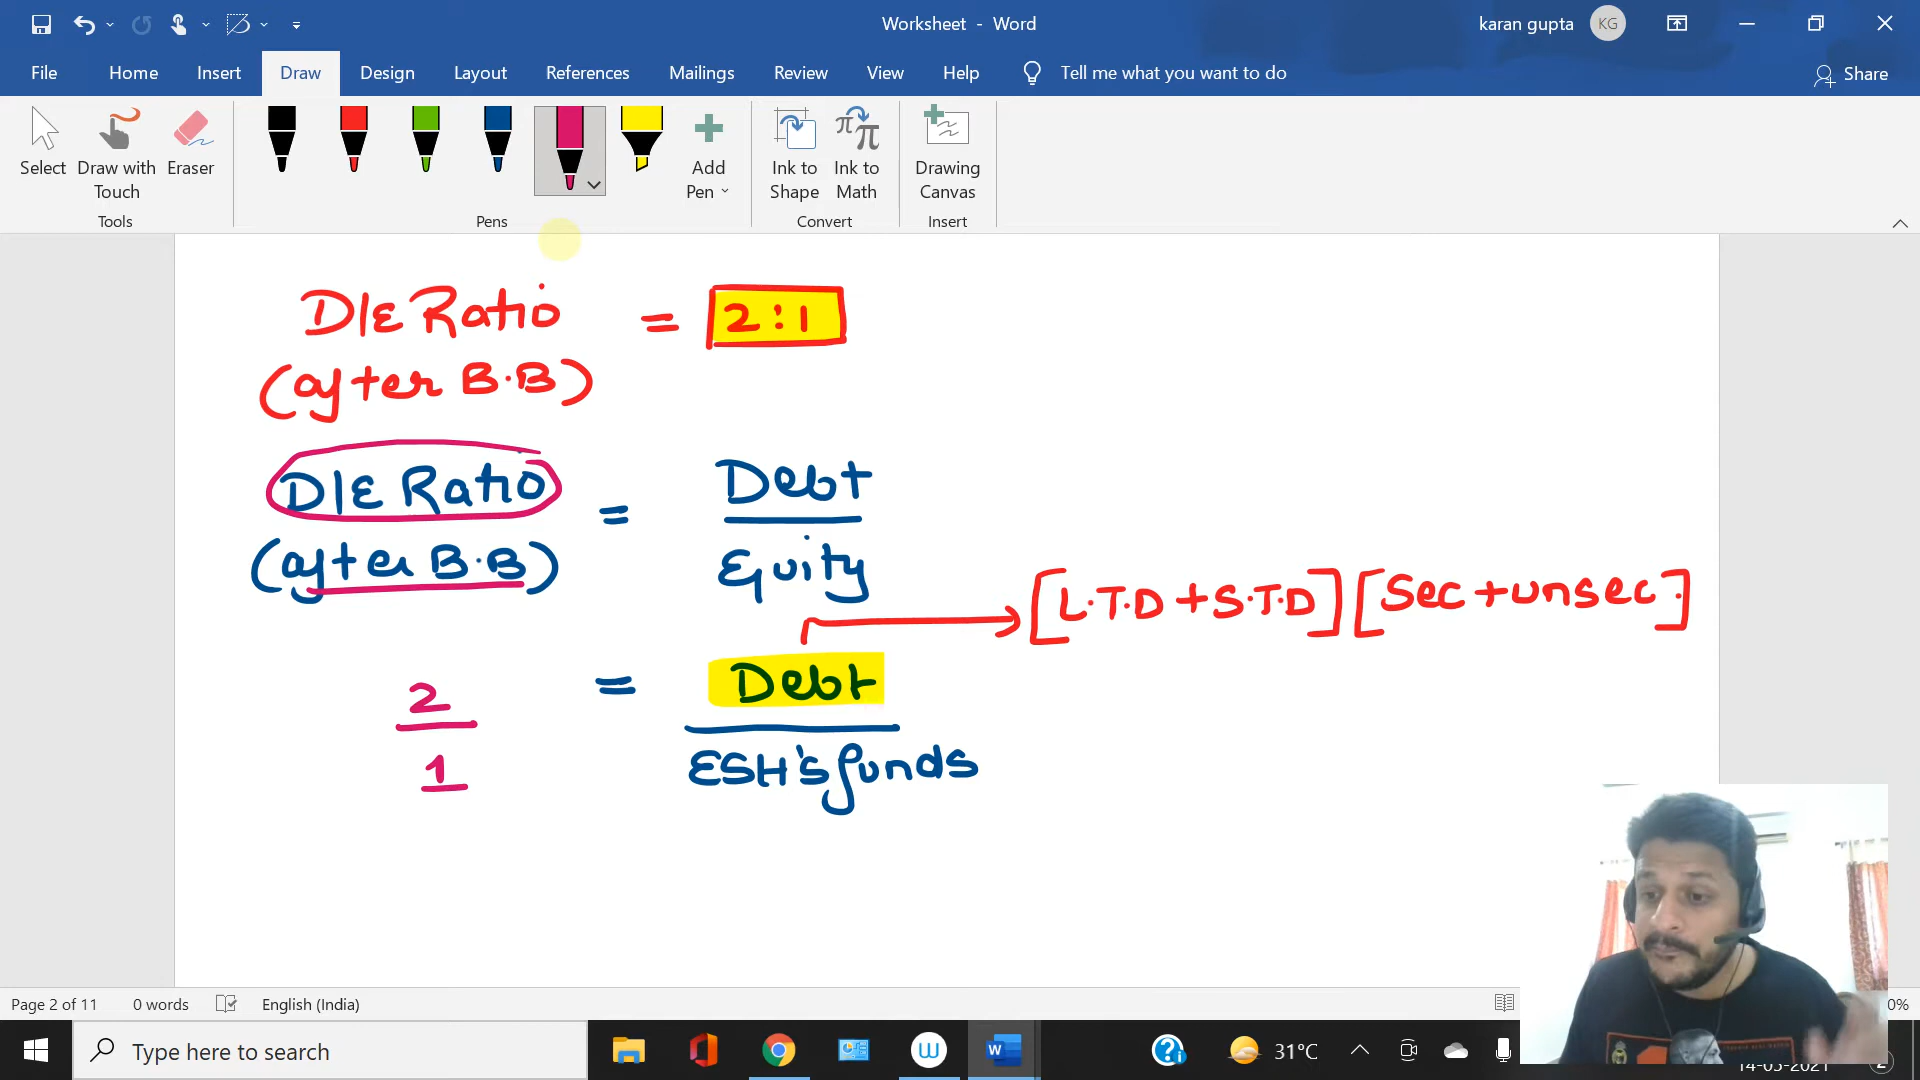 Worksheet - Word
karan gupta KG
File Home Insert Draw Design Layout References Mailings Review View Help Tell me what you want to do Share
Select Draw with Touch Eraser Add Pen Ink to Shape Ink to Math Drawing Canvas
Tools Pens Convert Insert
D/E Ratio = 2:1
(after B.B)
D/E Ratio = Debt
(after B.B) Equity
[L.T.D + S.T.D] [Sec + unsec.]
2 = Debt
1 ESH's funds
Page 2 of 11 0 words English (India) 0%
Type here to search 31°C